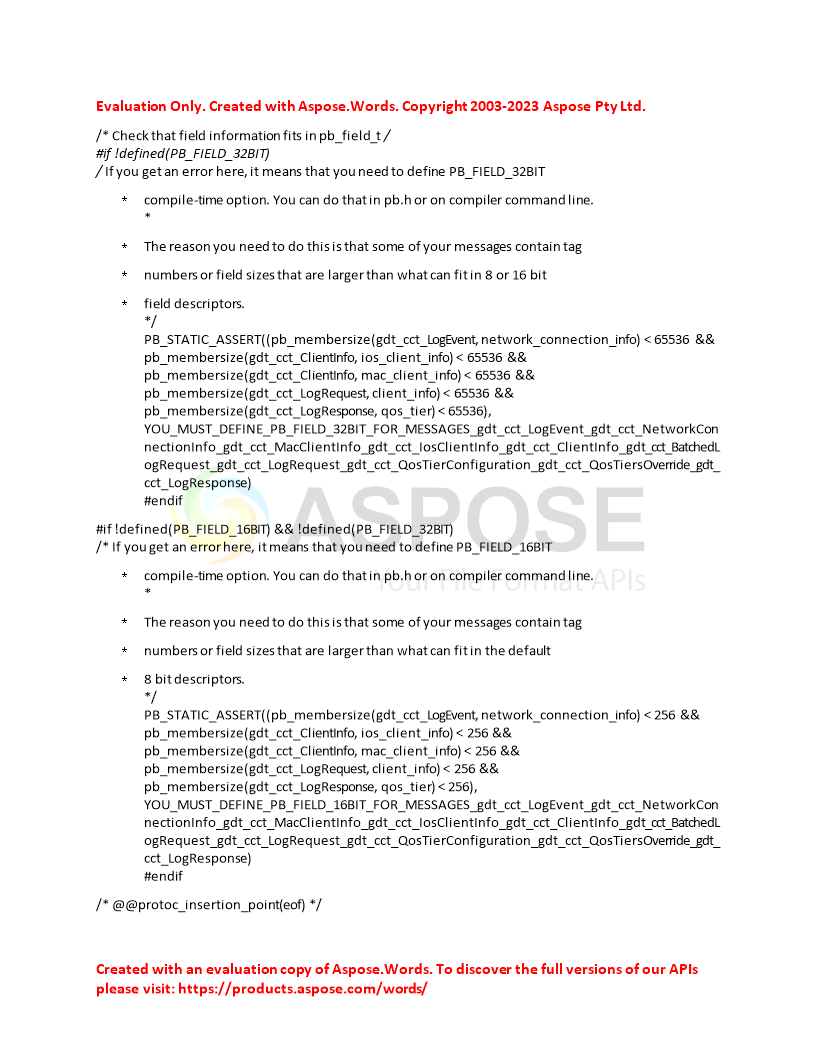 Evaluation Only. Created with Aspose.Words. Copyright 2003-2023 Aspose Pty Ltd.
/* Check that field information fits in pb_field_t /
#if !defined(PB_FIELD_32BIT)
/ If you get an error here, it means that you need to define PB_FIELD_32BIT
* compile-time option. You can do that in pb.h or on compiler command line.
*
* The reason you need to do this is that some of your messages contain tag
* numbers or field sizes that are larger than what can fit in 8 or 16 bit
* field descriptors.
*/
PB_STATIC_ASSERT((pb_membersize(gdt_cct_LogEvent, network_connection_info) < 65536 &&
pb_membersize(gdt_cct_ClientInfo, ios_client_info) < 65536 &&
pb_membersize(gdt_cct_ClientInfo, mac_client_info) < 65536 &&
pb_membersize(gdt_cct_LogRequest, client_info) < 65536 &&
pb_membersize(gdt_cct_LogResponse, qos_tier) < 65536),
YOU_MUST_DEFINE_PB_FIELD_32BIT_FOR_MESSAGES_gdt_cct_LogEvent_gdt_cct_NetworkCon
nectionInfo_gdt_cct_MacClientInfo_gdt_cct_IosClientInfo_gdt_cct_ClientInfo_gdt_cct_BatchedL
ogRequest_gdt_cct_LogRequest_gdt_cct_QosTierConfiguration_gdt_cct_QosTiersOverride_gdt_
cct_LogResponse)
#endif
ASPOSE
#if !defined(PB_FIELD_16BIT) && !defined(PB_FIELD_32BIT)
/* If you get an error here, it means that you need to define PB_FIELD_16BIT
* compile-time option. You can do that in pb.h or on compiler command line.
Your File Format APIs
*
* The reason you need to do this is that some of your messages contain tag
* numbers or field sizes that are larger than what can fit in the default
* 8 bit descriptors.
*/
PB_STATIC_ASSERT((pb_membersize(gdt_cct_LogEvent, network_connection_info) < 256 &&
pb_membersize(gdt_cct_ClientInfo, ios_client_info) < 256 &&
pb_membersize(gdt_cct_ClientInfo, mac_client_info) < 256 &&
pb_membersize(gdt_cct_LogRequest, client_info) < 256 &&
pb_membersize(gdt_cct_LogResponse, qos_tier) < 256),
YOU_MUST_DEFINE_PB_FIELD_16BIT_FOR_MESSAGES_gdt_cct_LogEvent_gdt_cct_NetworkCon
nectionInfo_gdt_cct_MacClientInfo_gdt_cct_IosClientInfo_gdt_cct_ClientInfo_gdt_cct_BatchedL
ogRequest_gdt_cct_LogRequest_gdt_cct_QosTierConfiguration_gdt_cct_QosTiersOverride_gdt_
cct_LogResponse)
#endif
/* @@protoc_insertion_point(eof) */
Created with an evaluation copy of Aspose.Words. To discover the full versions of our APIs
please visit: https://products.aspose.com/words/